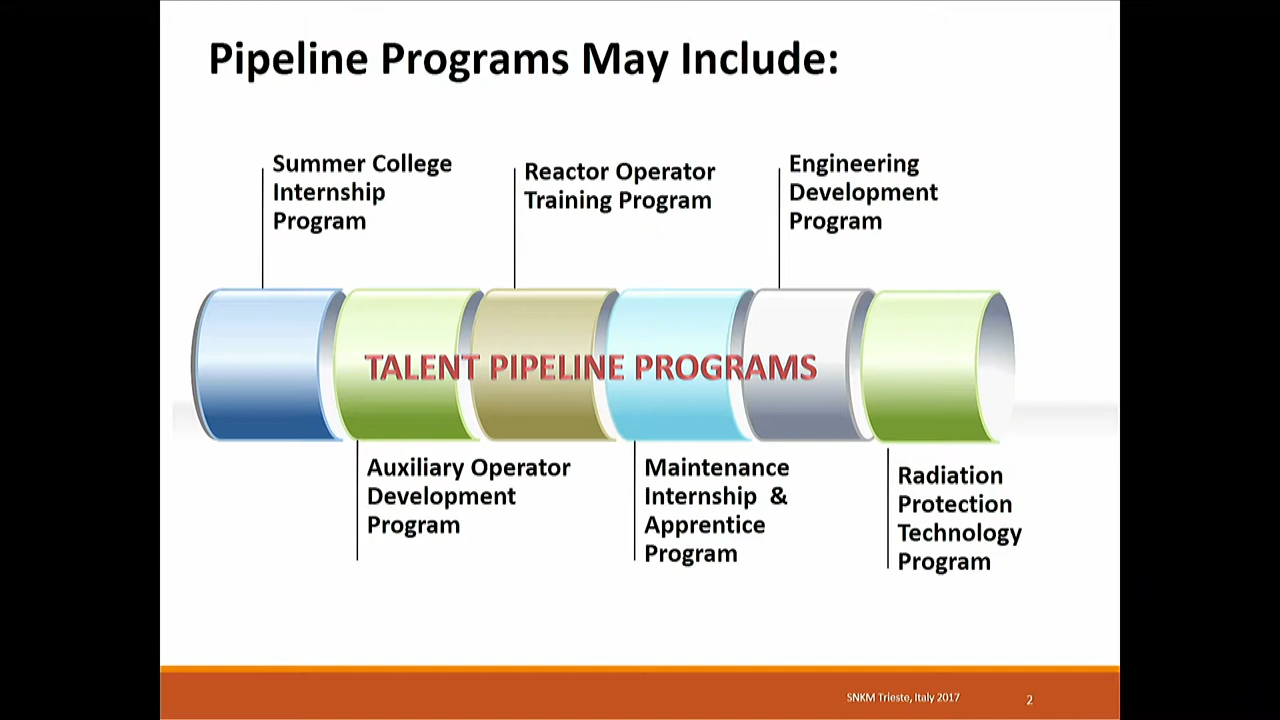 Pipeline Programs May Include:
Summer College
Internship
Program
Reactor Operator
Training Program
Engineering
Development
Program
TALENT PIPELINE PROGRAMS
Auxiliary Operator
Development
Program
Maintenance
Internship &
Apprentice
Program
Radiation
Protection
Technology
Program
SNKM Trieste, Italy 2017
2